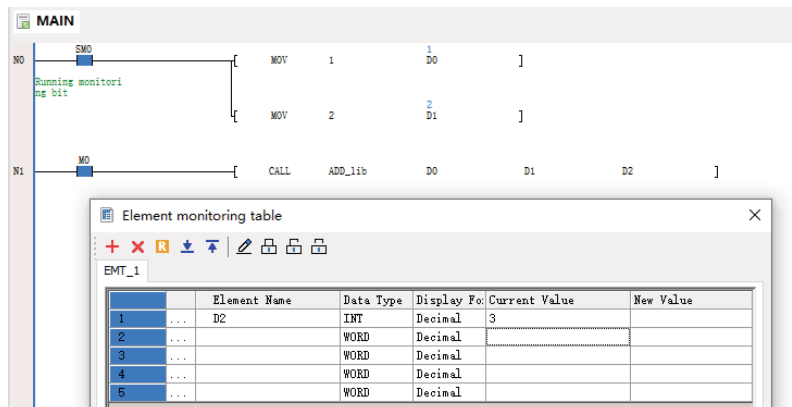 MAIN
SM0 1
N0 [ MOV 1 D0 ]
Running monitori
ng bit
2
[ MOV 2 D1 ]
M0
N1 [ CALL ADD_lib D0 D1 D2 ]
Element monitoring table
R
EMT_1
Element Name Data Type Display Fo: Current Value New Value
1 ... D2 INT Decimal 3
2 ... WORD Decimal
3 ... WORD Decimal
4 ... WORD Decimal
5 ... WORD Decimal